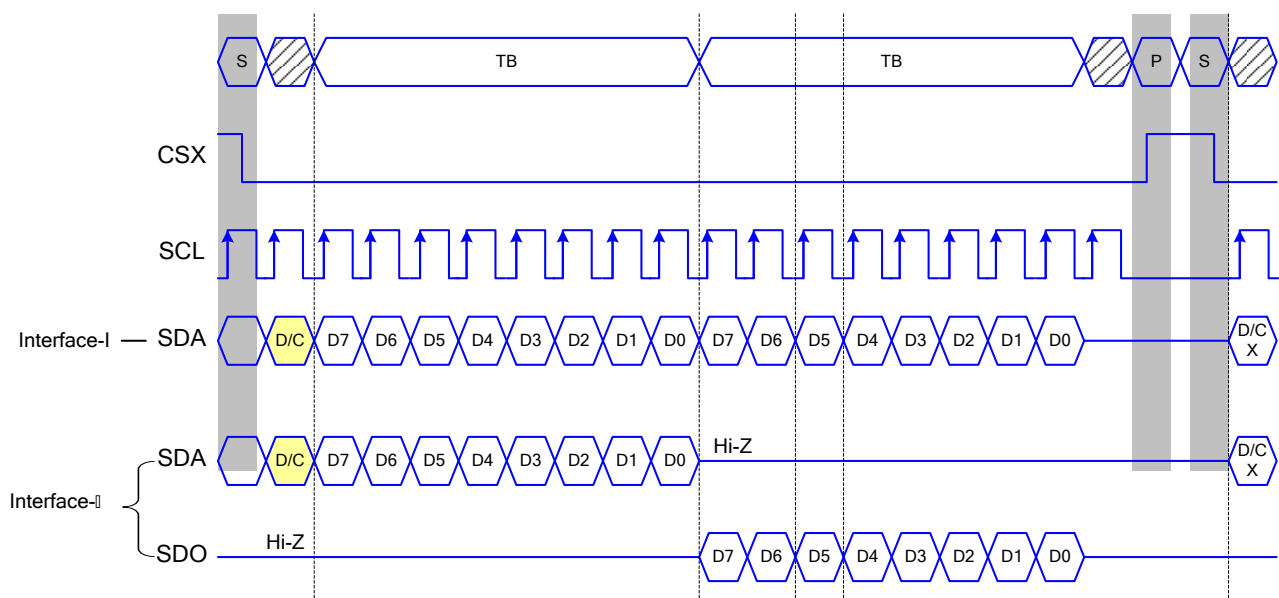 S TB TB P S
CSX
SCL
Interface-I SDA D/C D7 D6 D5 D4 D3 D2 D1 D0 D7 D6 D5 D4 D3 D2 D1 D0 D/C X
SDA D/C D7 D6 D5 D4 D3 D2 D1 D0 Hi-Z D/C X
Interface-▯
SDO Hi-Z D7 D6 D5 D4 D3 D2 D1 D0